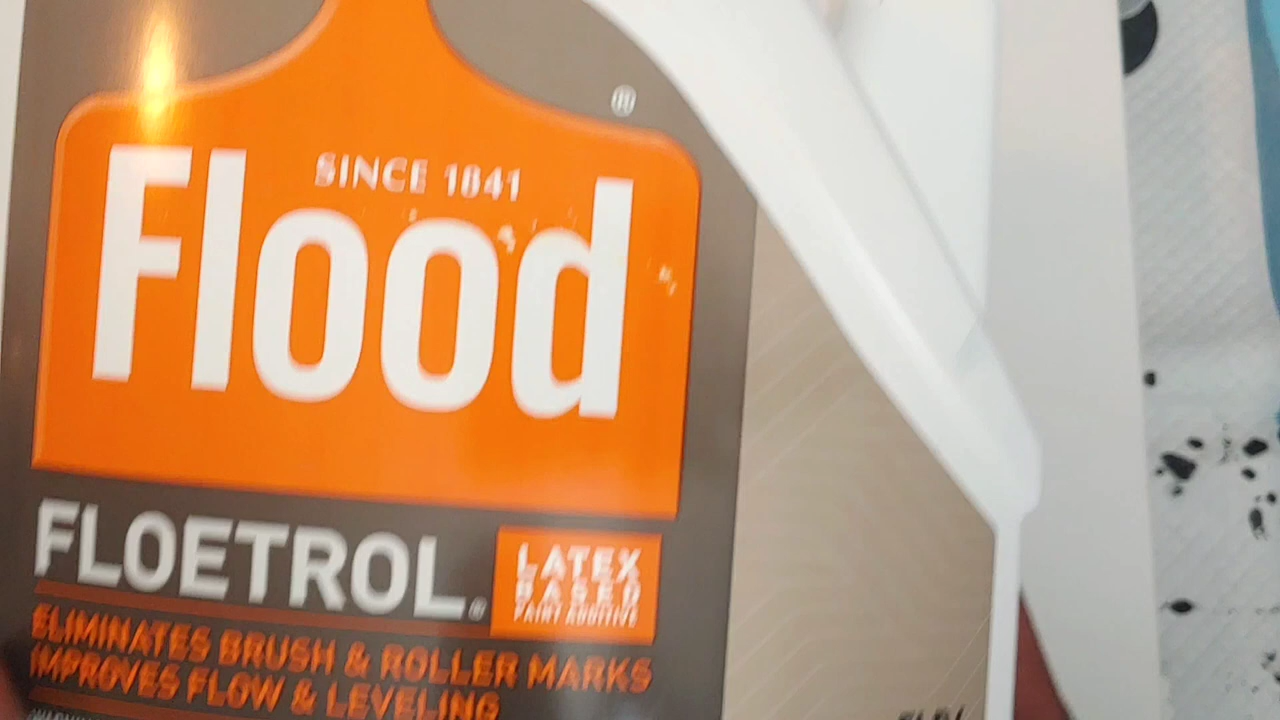 ®
SINCE 1841
Flood
FLOETROL®
LATEX
BASED
PAINT ADDITIVE
ELIMINATES BRUSH & ROLLER MARKS
IMPROVES FLOW & LEVELING